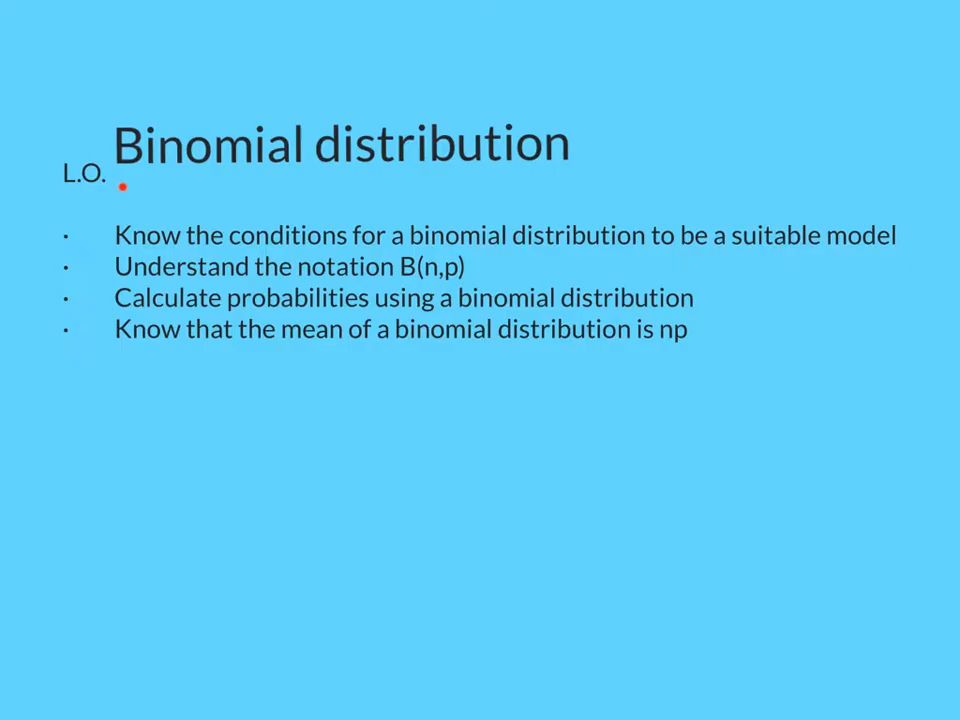 Binomial distribution
L.O.
· Know the conditions for a binomial distribution to be a suitable model
· Understand the notation B(n,p)
· Calculate probabilities using a binomial distribution
· Know that the mean of a binomial distribution is np